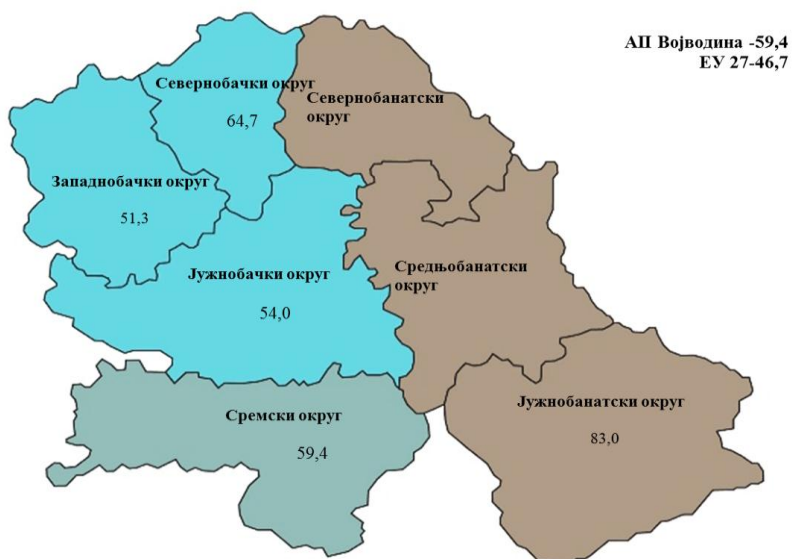 АП Војводина -59,4
ЕУ 27-46,7
Севернобачки округ
64,7
Севернобанатски
округ
Западнобачки округ
51,3
Јужнобачки округ
54,0
Средњобанатски
округ
Сремски округ
59,4
Јужнобанатски округ
83,0